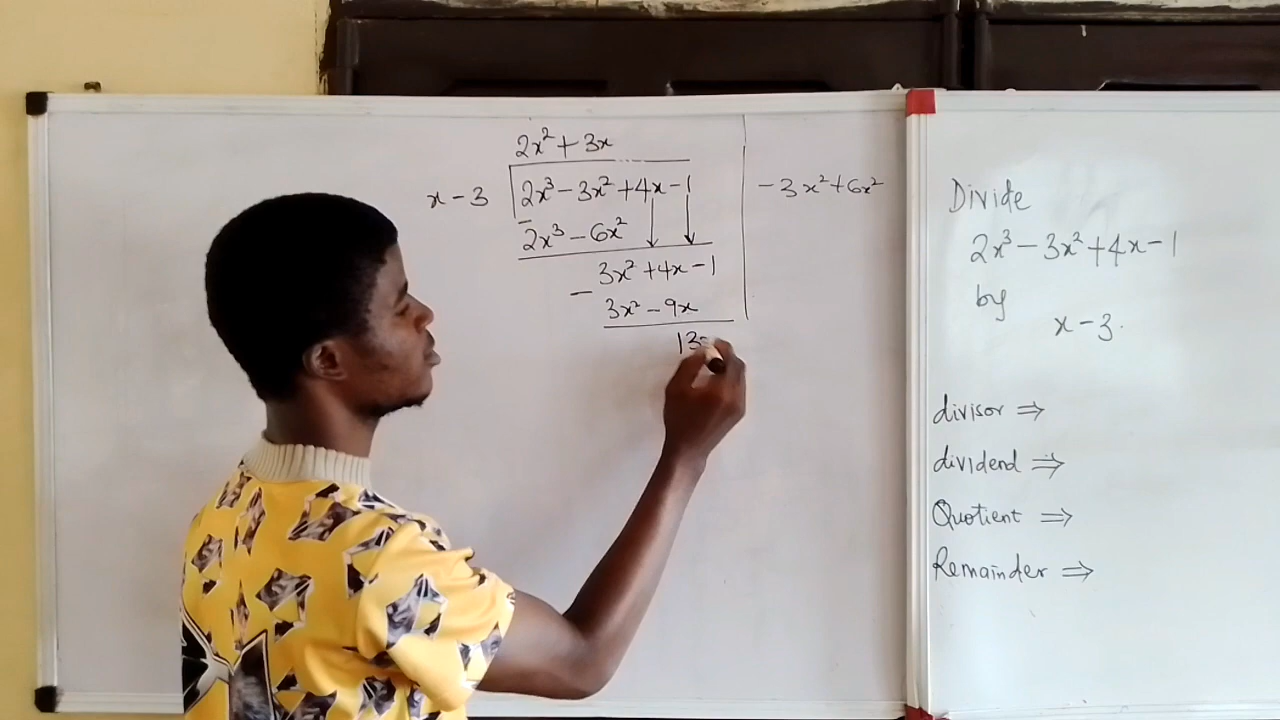 2x² + 3x
x - 3
2x³ - 3x² + 4x - 1
- 2x³ - 6x²
3x² + 4x - 1
- 3x² - 9x
13
- 3x² + 6x²
Divide
2x³ - 3x² + 4x - 1
by
x - 3.
divisor ⇒
dividend ⇒
Quotient ⇒
Remainder ⇒